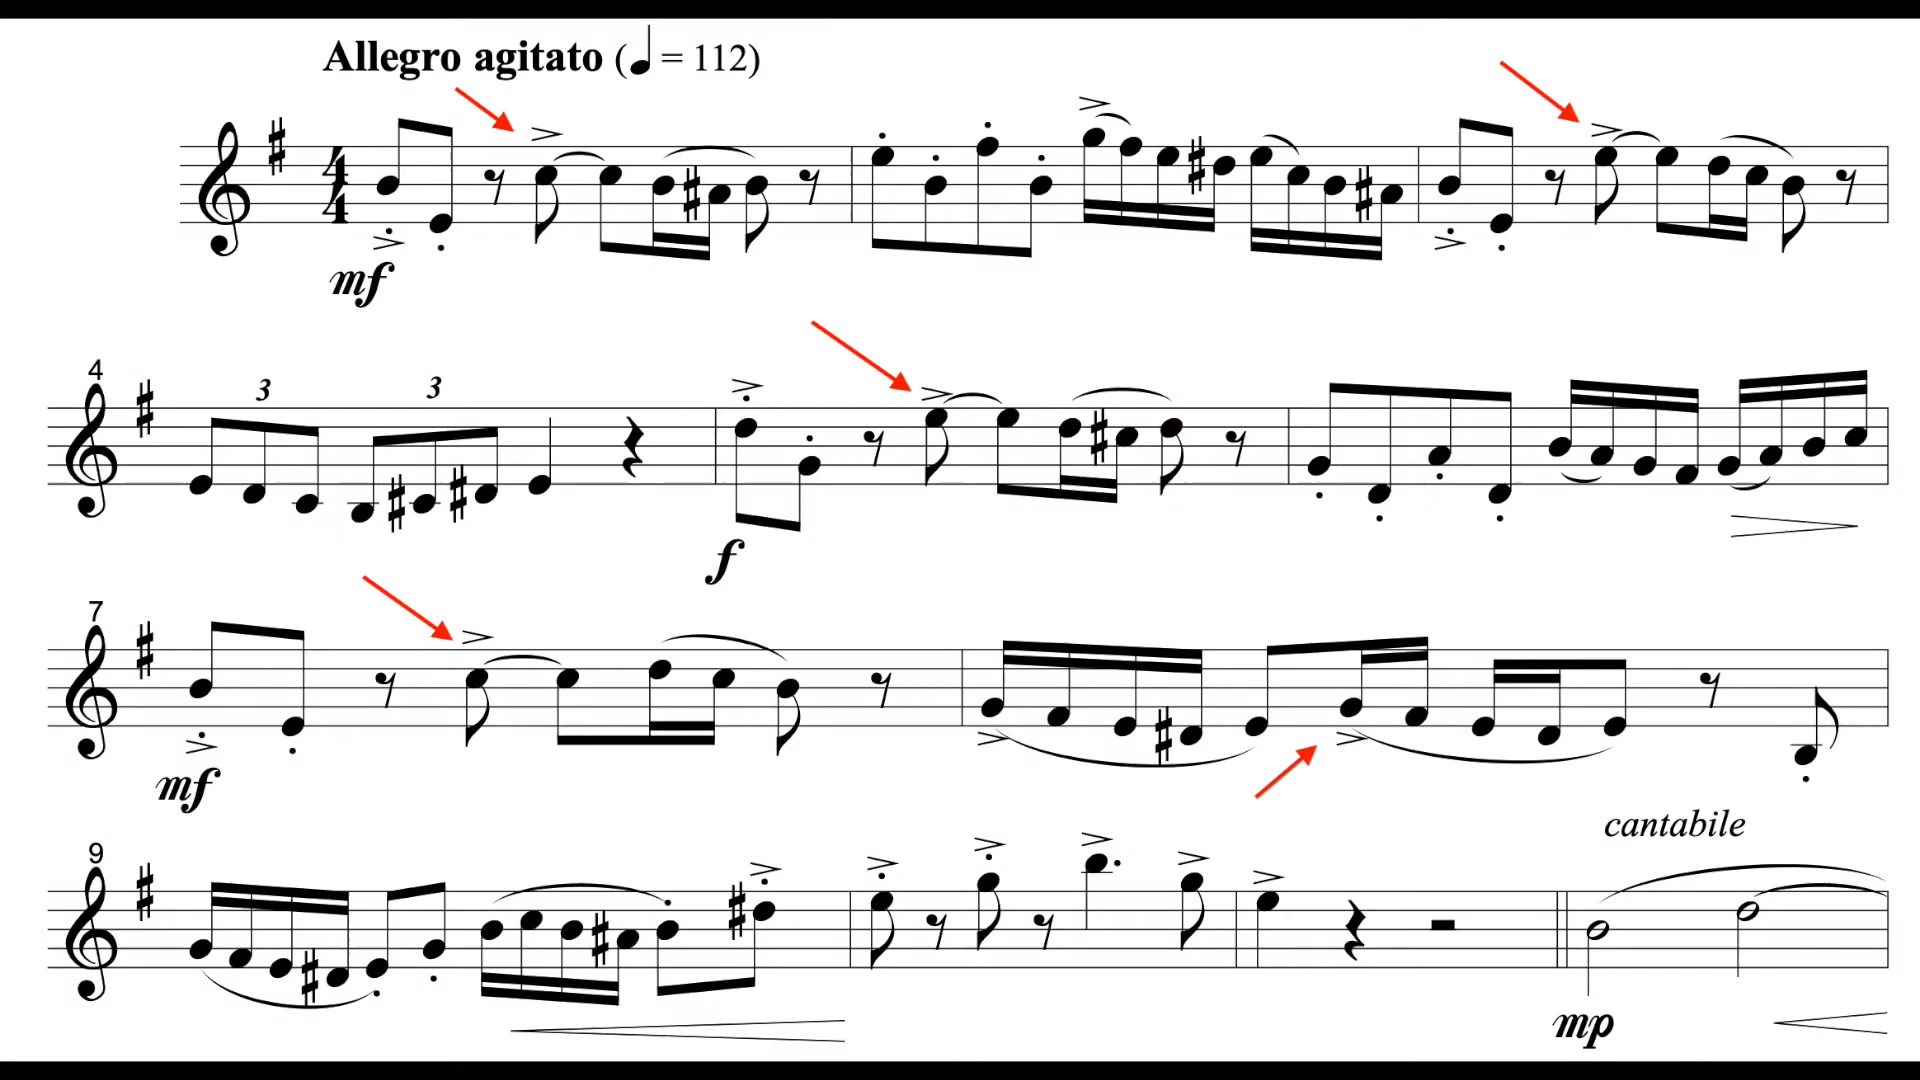 Allegro agitato (♩ = 112)
mf
4
3 3
f
7
mf
cantabile
9
mp